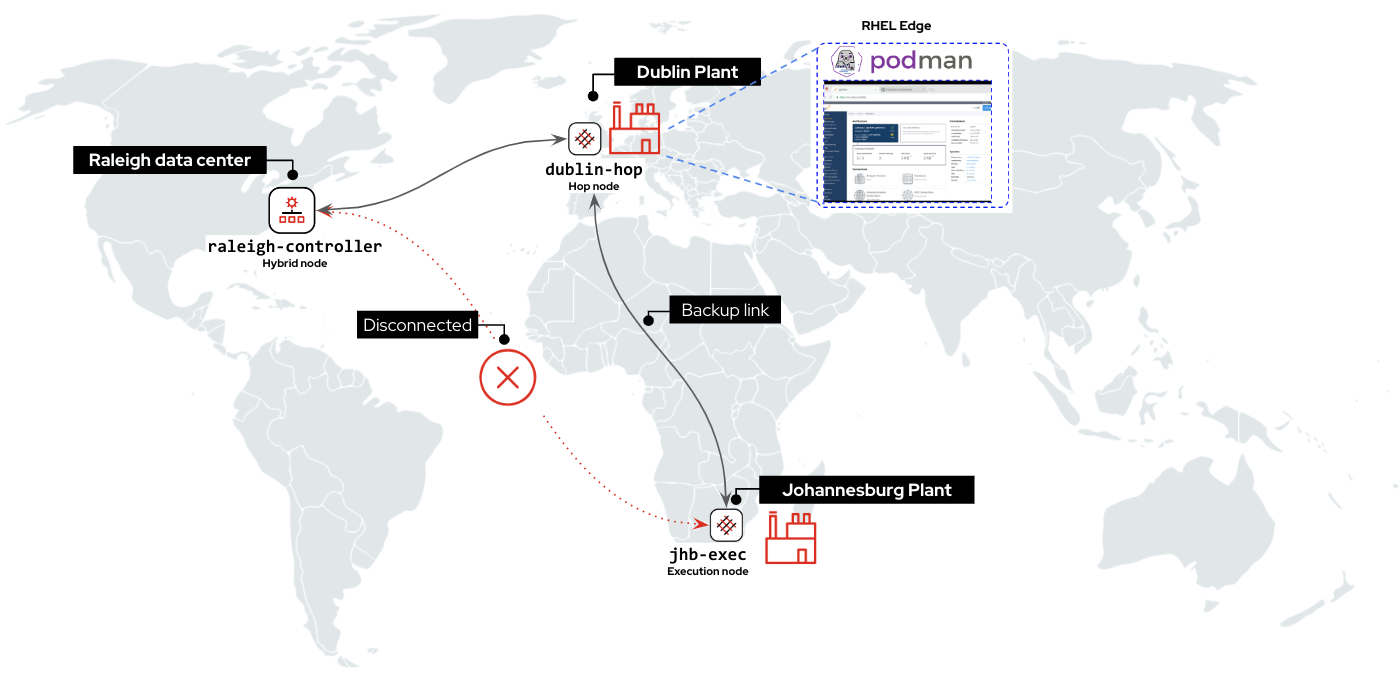 RHEL Edge
podman
Dublin Plant
Raleigh data center
dublin-hop
Hop node
raleigh-controller
Hybrid node
Disconnected
Backup link
Johannesburg Plant
jhb-exec
Execution node